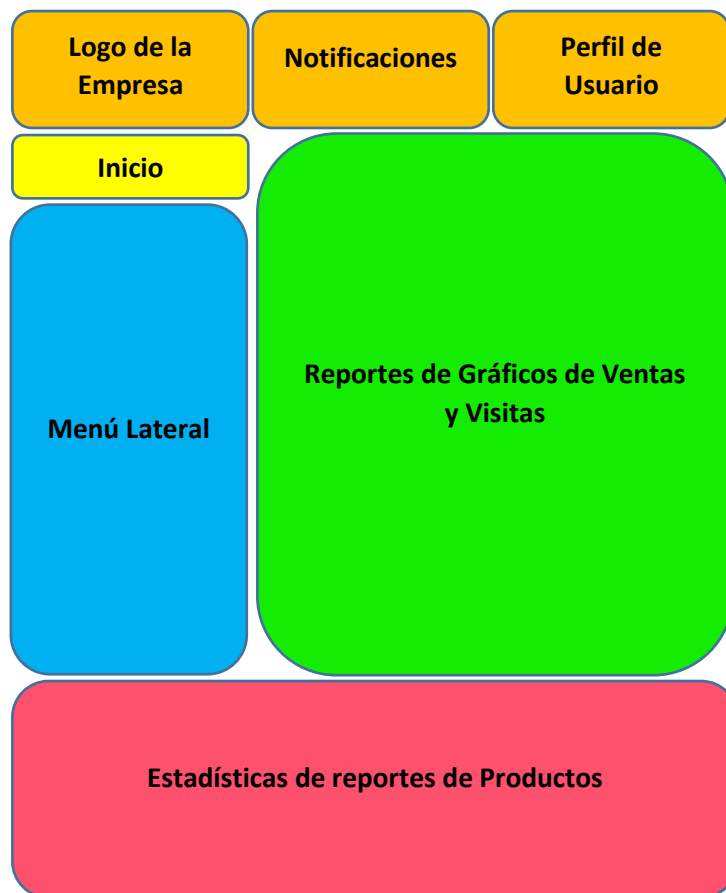 Logo de la
Empresa
Notificaciones
Perfil de
Usuario
Inicio
Menú Lateral
Reportes de Gráficos de Ventas
y Visitas
Estadísticas de reportes de Productos